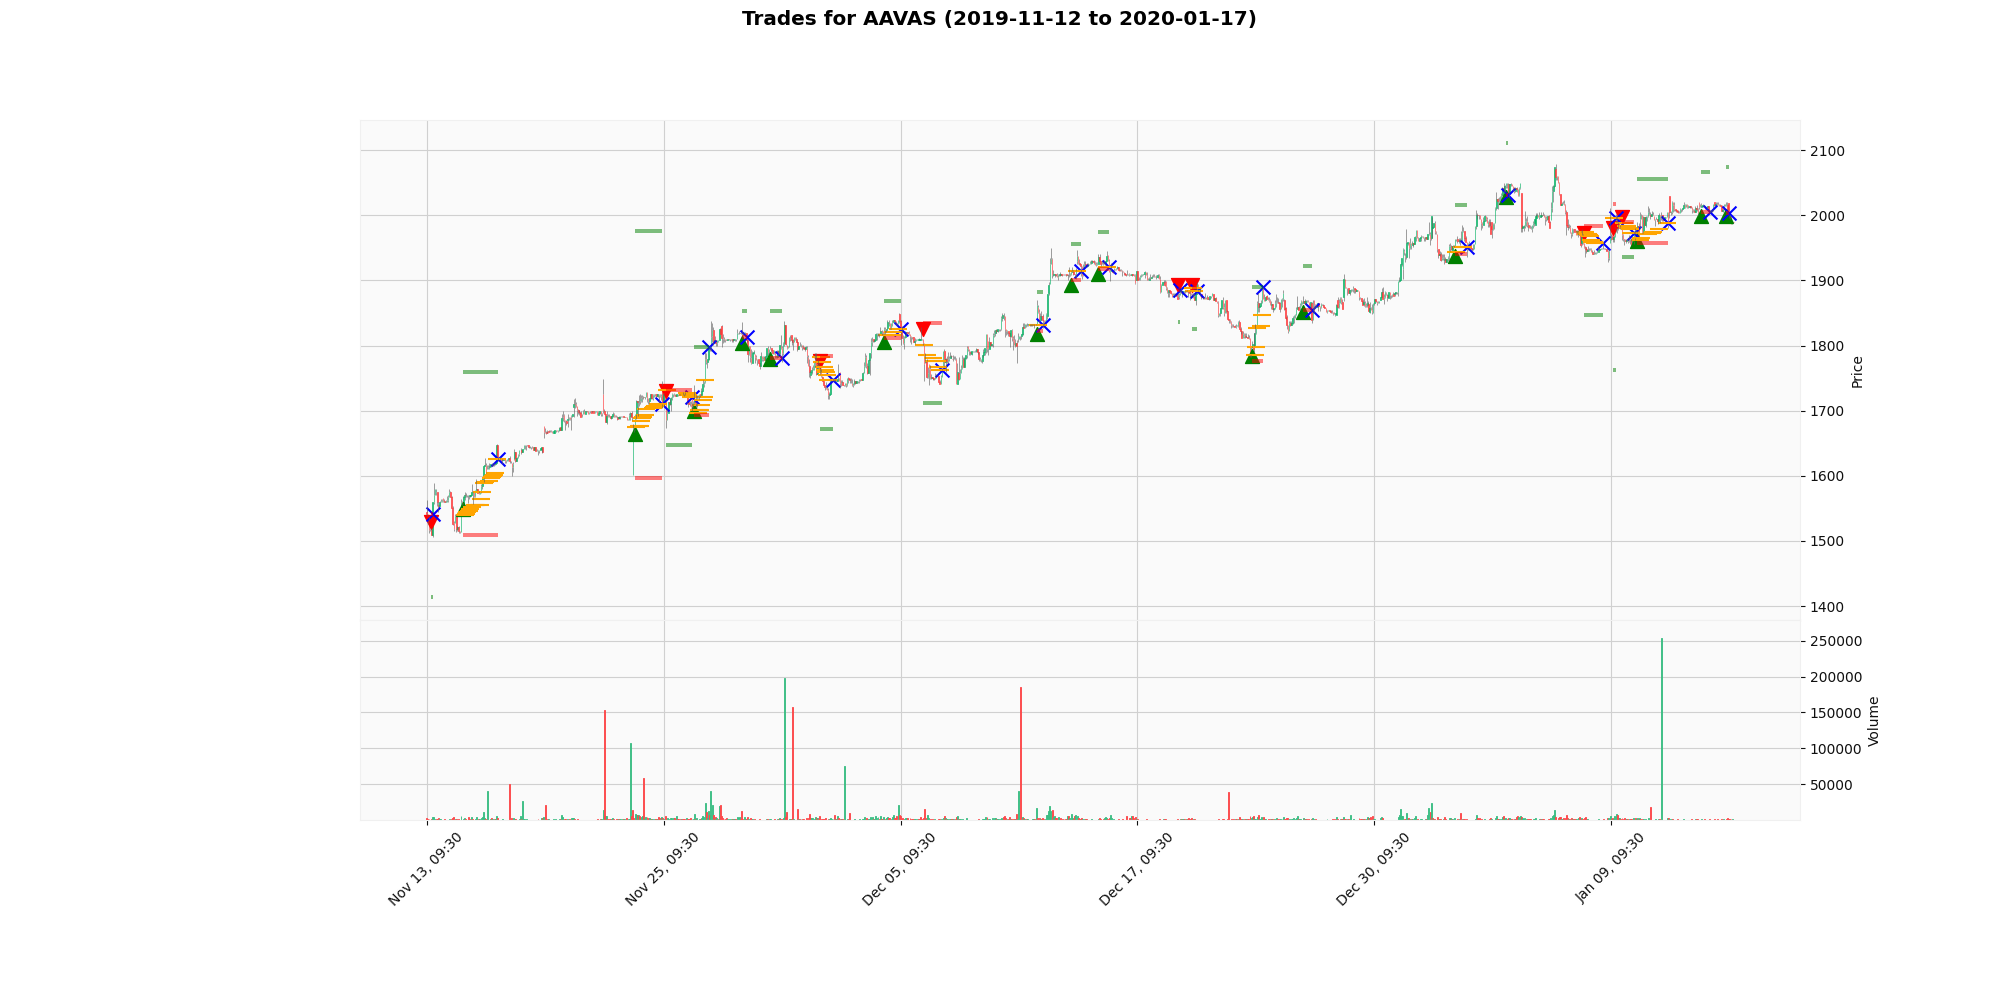 Trades for AAVAS (2019-11-12 to 2020-01-17)
2100
2000
1900
1800
1700
1600
1500
1400
Price
250000
200000
150000
100000
50000
Volume
Nov 13, 09:30
Nov 25, 09:30
Dec 05, 09:30
Dec 17, 09:30
Dec 30, 09:30
Jan 09, 09:30